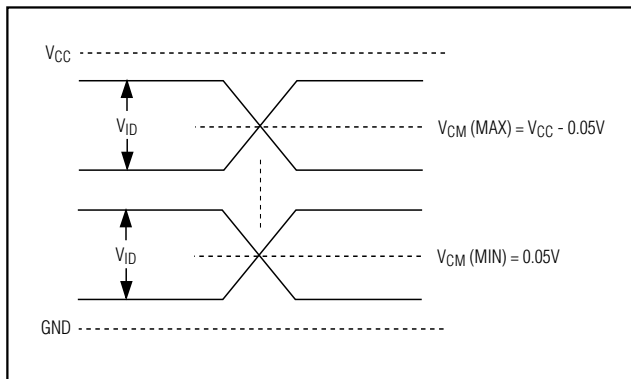 VCC
VID
VCM (MAX) = VCC - 0.05V
VID
VCM (MIN) = 0.05V
GND